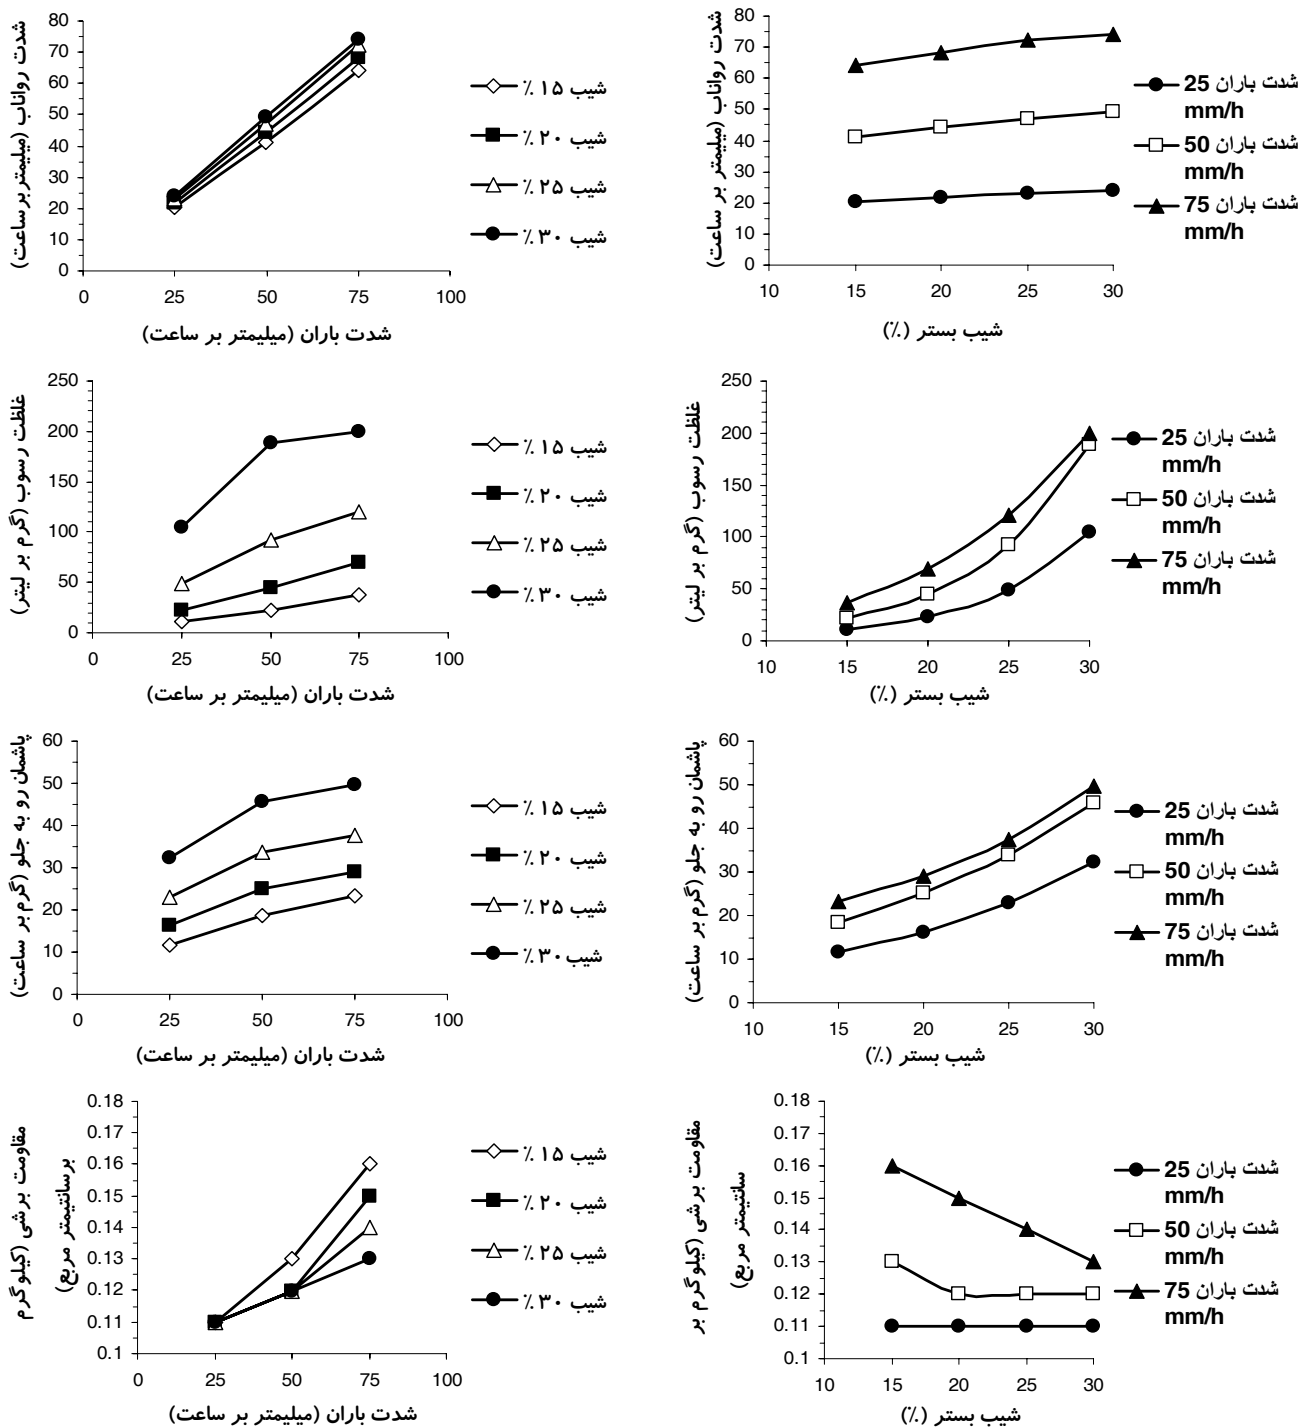 شدت رواناب (میلیمتربرساعت)
80
70
60
50
40
30
20
10
0
0 25 50 75 100
شدت باران (میلیمتر بر ساعت)
شیب ۱۵ ٪
شیب ۲۰ ٪
شیب ۲۵ ٪
شیب ۳۰ ٪
شدت رواناب (میلیمتر بر ساعت)
80
70
60
50
40
30
20
10
0
10 15 20 25 30
شیب بستر (٪)
شدت باران 25
mm/h
شدت باران 50
mm/h
شدت باران 75
mm/h
غلظت رسوب (گرم بر لیتر)
250
200
150
100
50
0
0 25 50 75 100
شدت باران (میلیمتر بر ساعت)
شیب ۱۵ ٪
شیب ۲۰ ٪
شیب ۲۵ ٪
شیب ۳۰ ٪
غلظت رسوب (گرم بر لیتر)
250
200
150
100
50
0
10 15 20 25 30
شیب بستر (٪)
شدت باران 25
mm/h
شدت باران 50
mm/h
شدت باران 75
mm/h
پاشمان رو به جلو (گرم بر ساعت)
60
50
40
30
20
10
0
0 25 50 75 100
شدت باران (میلیمتر بر ساعت)
شیب ۱۵ ٪
شیب ۲۰ ٪
شیب ۲۵ ٪
شیب ۳۰ ٪
پاشمان رو به جلو (گرم بر ساعت)
60
50
40
30
20
10
0
10 15 20 25 30
شیب بستر (٪)
شدت باران 25
mm/h
شدت باران 50
mm/h
شدت باران 75
mm/h
مقاومت برشی (کیلوگرم
برسانتیمتر مربع)
0.18
0.17
0.16
0.15
0.14
0.13
0.12
0.11
0.1
0 25 50 75 100
شدت باران (میلیمتر بر ساعت)
شیب ۱۵ ٪
شیب ۲۰ ٪
شیب ۲۵ ٪
شیب ۳۰ ٪
مقاومت برشی (کیلوگرم بر
سانتیمتر مربع)
0.18
0.17
0.16
0.15
0.14
0.13
0.12
0.11
0.1
10 15 20 25 30
شیب بستر (٪)
شدت باران 25
mm/h
شدت باران 50
mm/h
شدت باران 75
mm/h